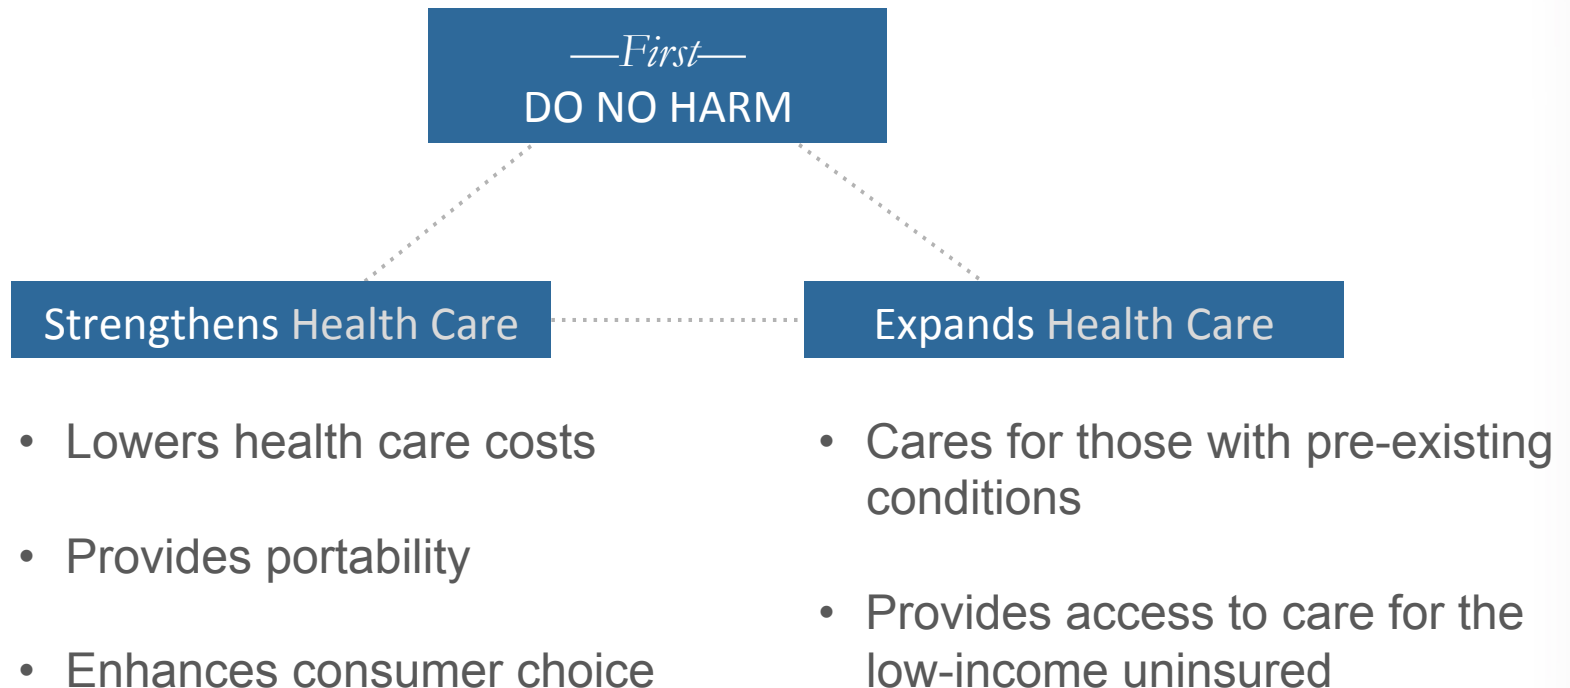 —First—
DO NO HARM
Strengthens Health Care
Expands Health Care
• Lowers health care costs
• Provides portability
• Enhances consumer choice
• Cares for those with pre-existing
conditions
• Provides access to care for the
low-income uninsured